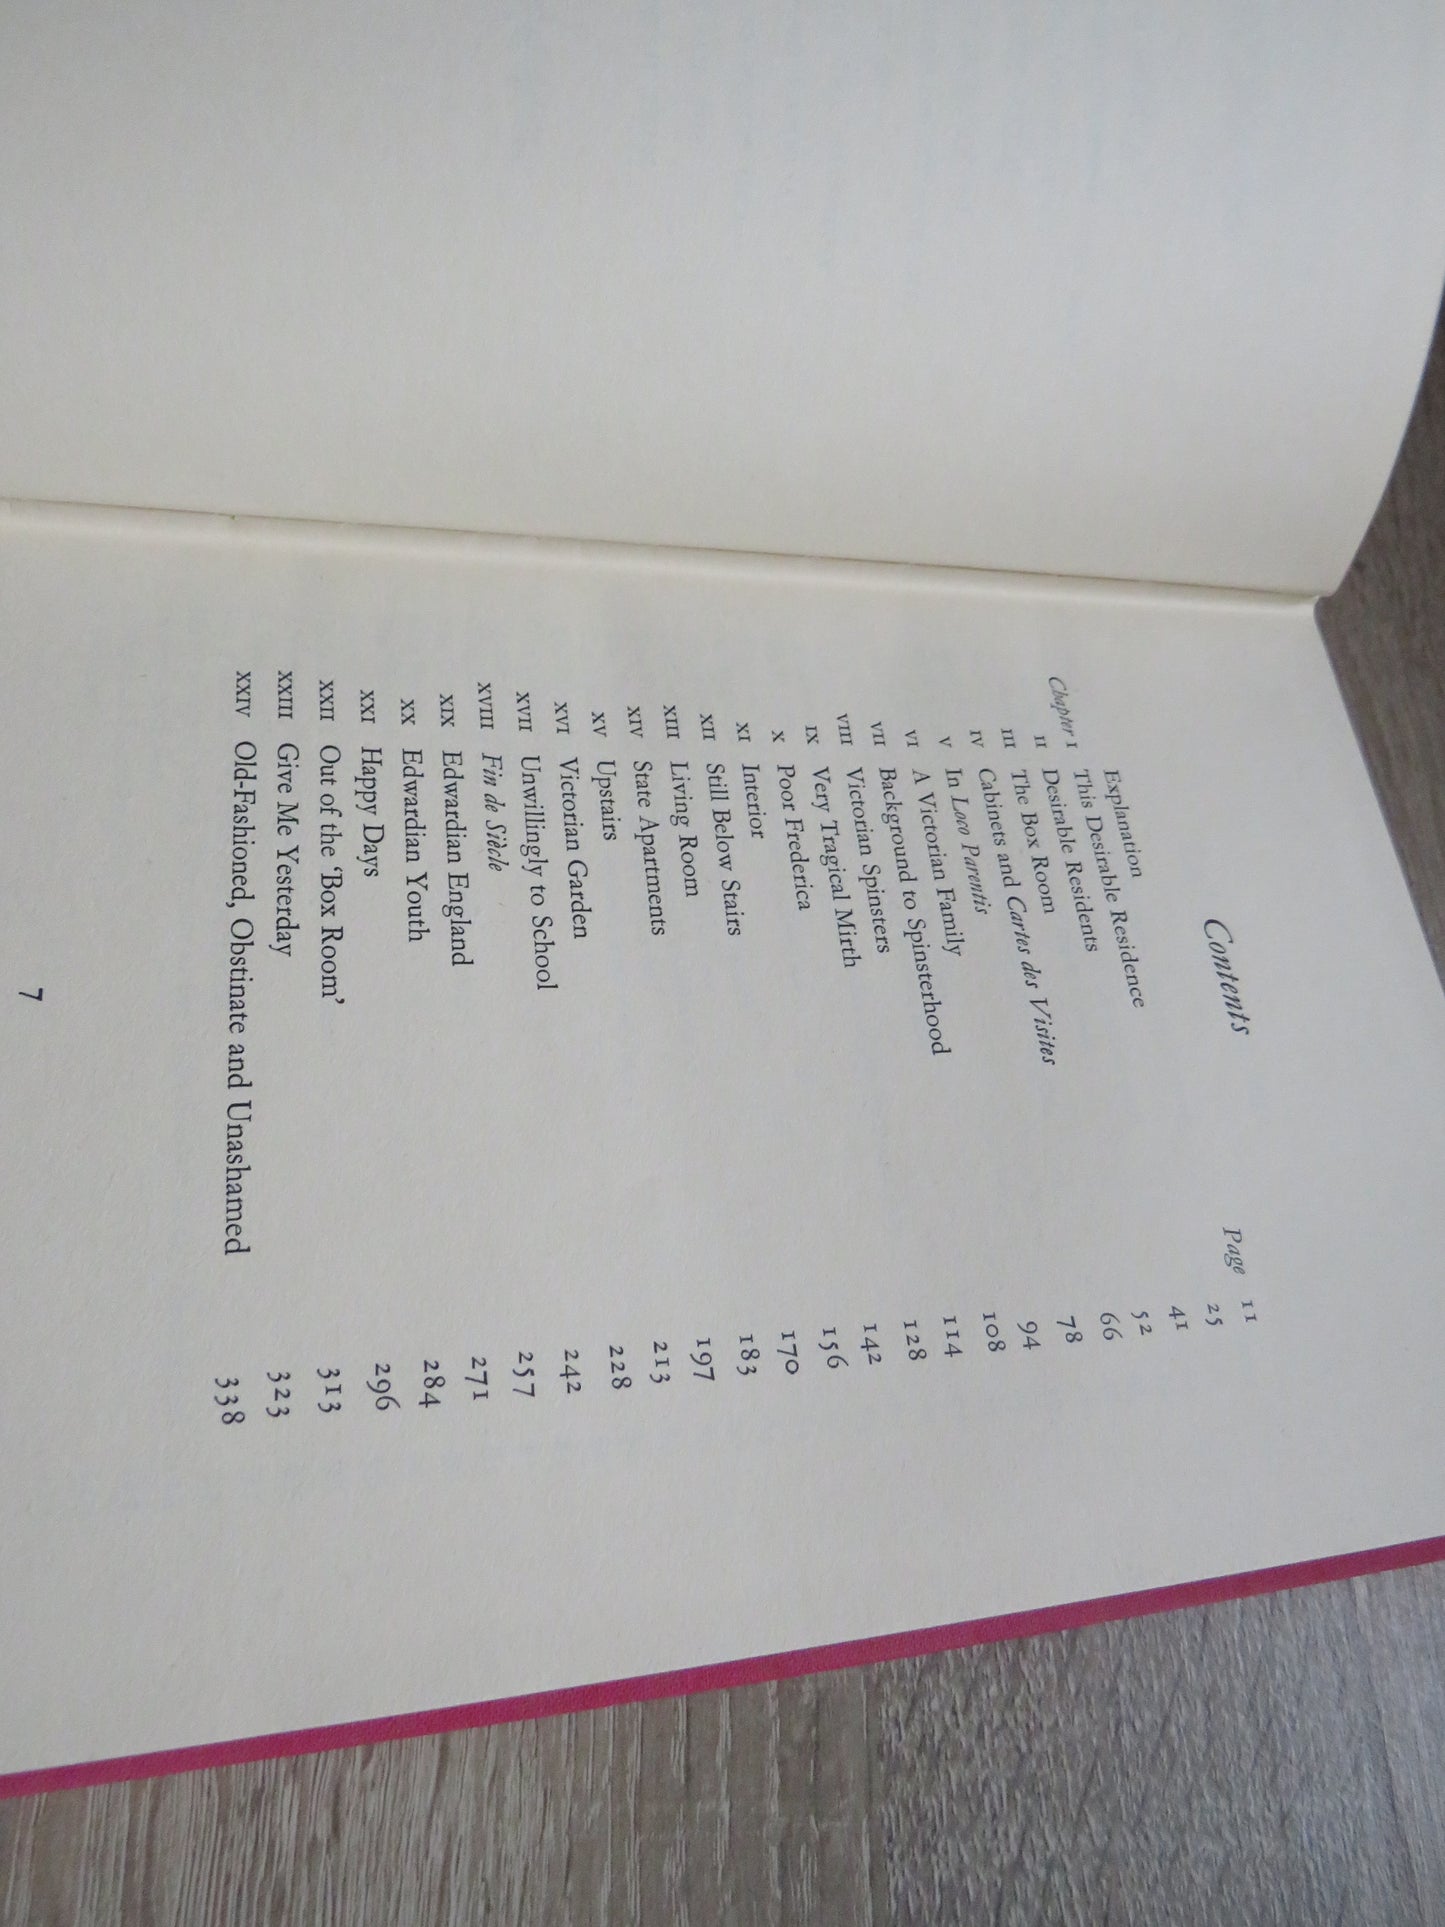 Contents
Explanation Page 11
Chapter I This Desirable Residence 25
II Desirable Residents 41
III The Box Room 52
IV Cabinets and Cartes des Visites 66
V In Loco Parentis 78
VI A Victorian Family 94
VII Background to Spinsterhood 108
VIII Victorian Spinsters 114
IX Very Tragical Mirth 128
X Poor Frederica 142
XI Interior 156
XII Still Below Stairs 170
XIII Living Room 183
XIV State Apartments 197
XV Upstairs 213
XVI Victorian Garden 228
XVII Unwillingly to School 242
XVIII Fin de Siècle 257
XIX Edwardian England 271
XX Edwardian Youth 284
XXI Happy Days 296
XXII Out of the ‘Box Room’ 313
XXIII Give Me Yesterday 323
XXIV Old-Fashioned, Obstinate and Unashamed 338
7